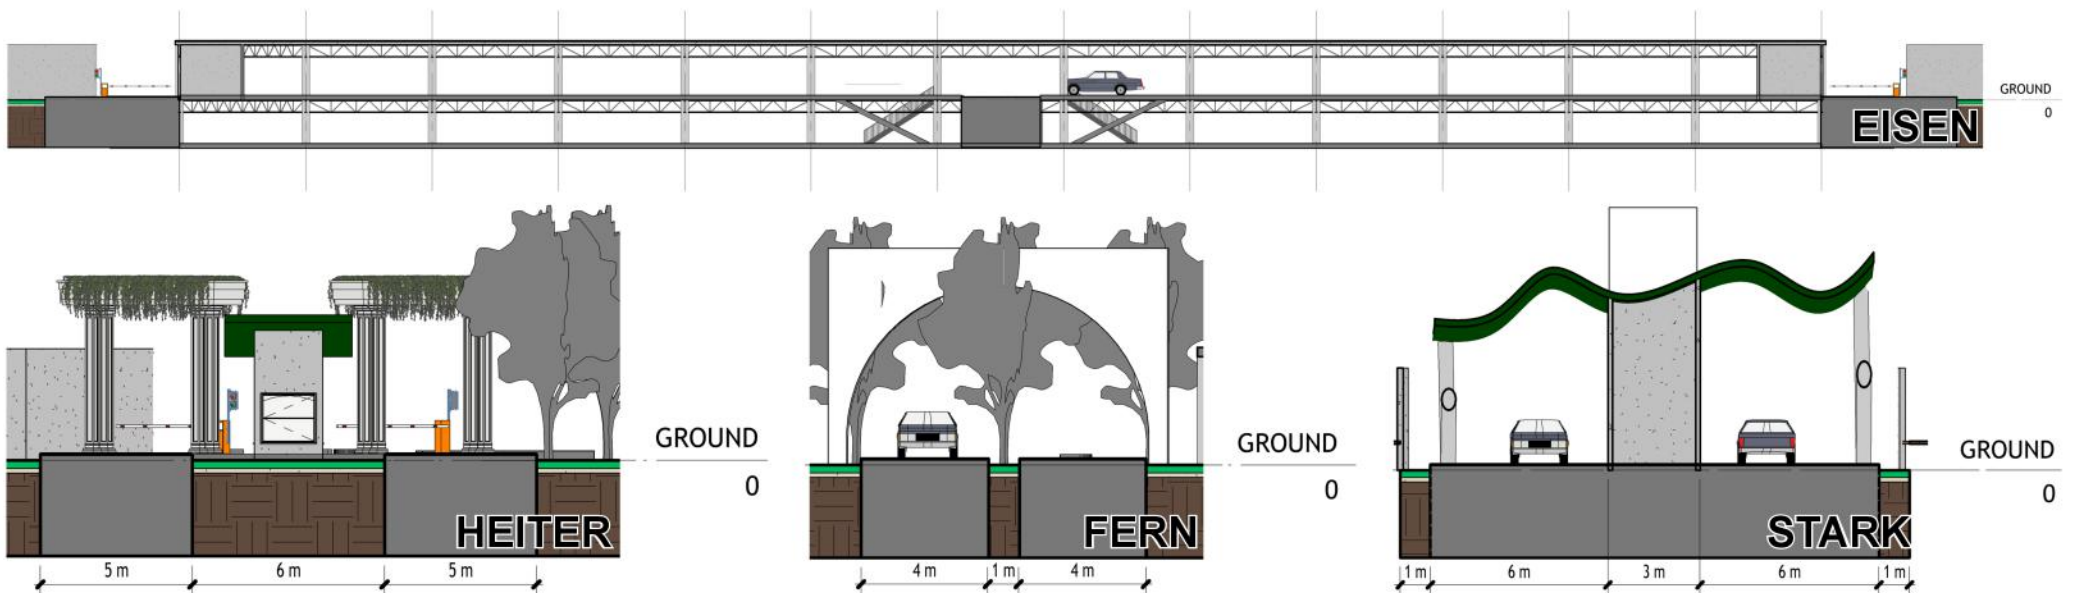 GROUND
0
EISEN
GROUND
0
HEITER
5 m
6 m
5 m
GROUND
0
FERN
4 m
1 m
4 m
GROUND
0
STARK
1 m
6 m
3 m
6 m
1 m